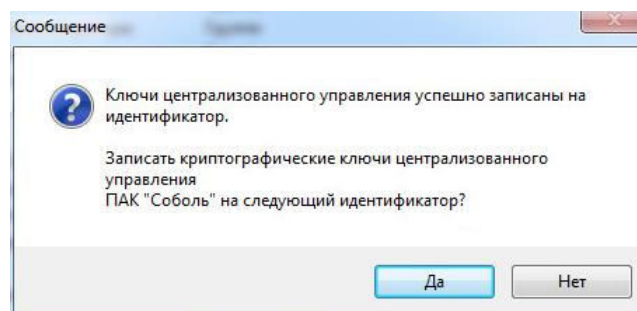 Сообщение
Ключи централизованного управления успешно записаны на
идентификатор.
Записать криптографические ключи централизованного
управления
ПАК "Соболь" на следующий идентификатор?
Да
Нет